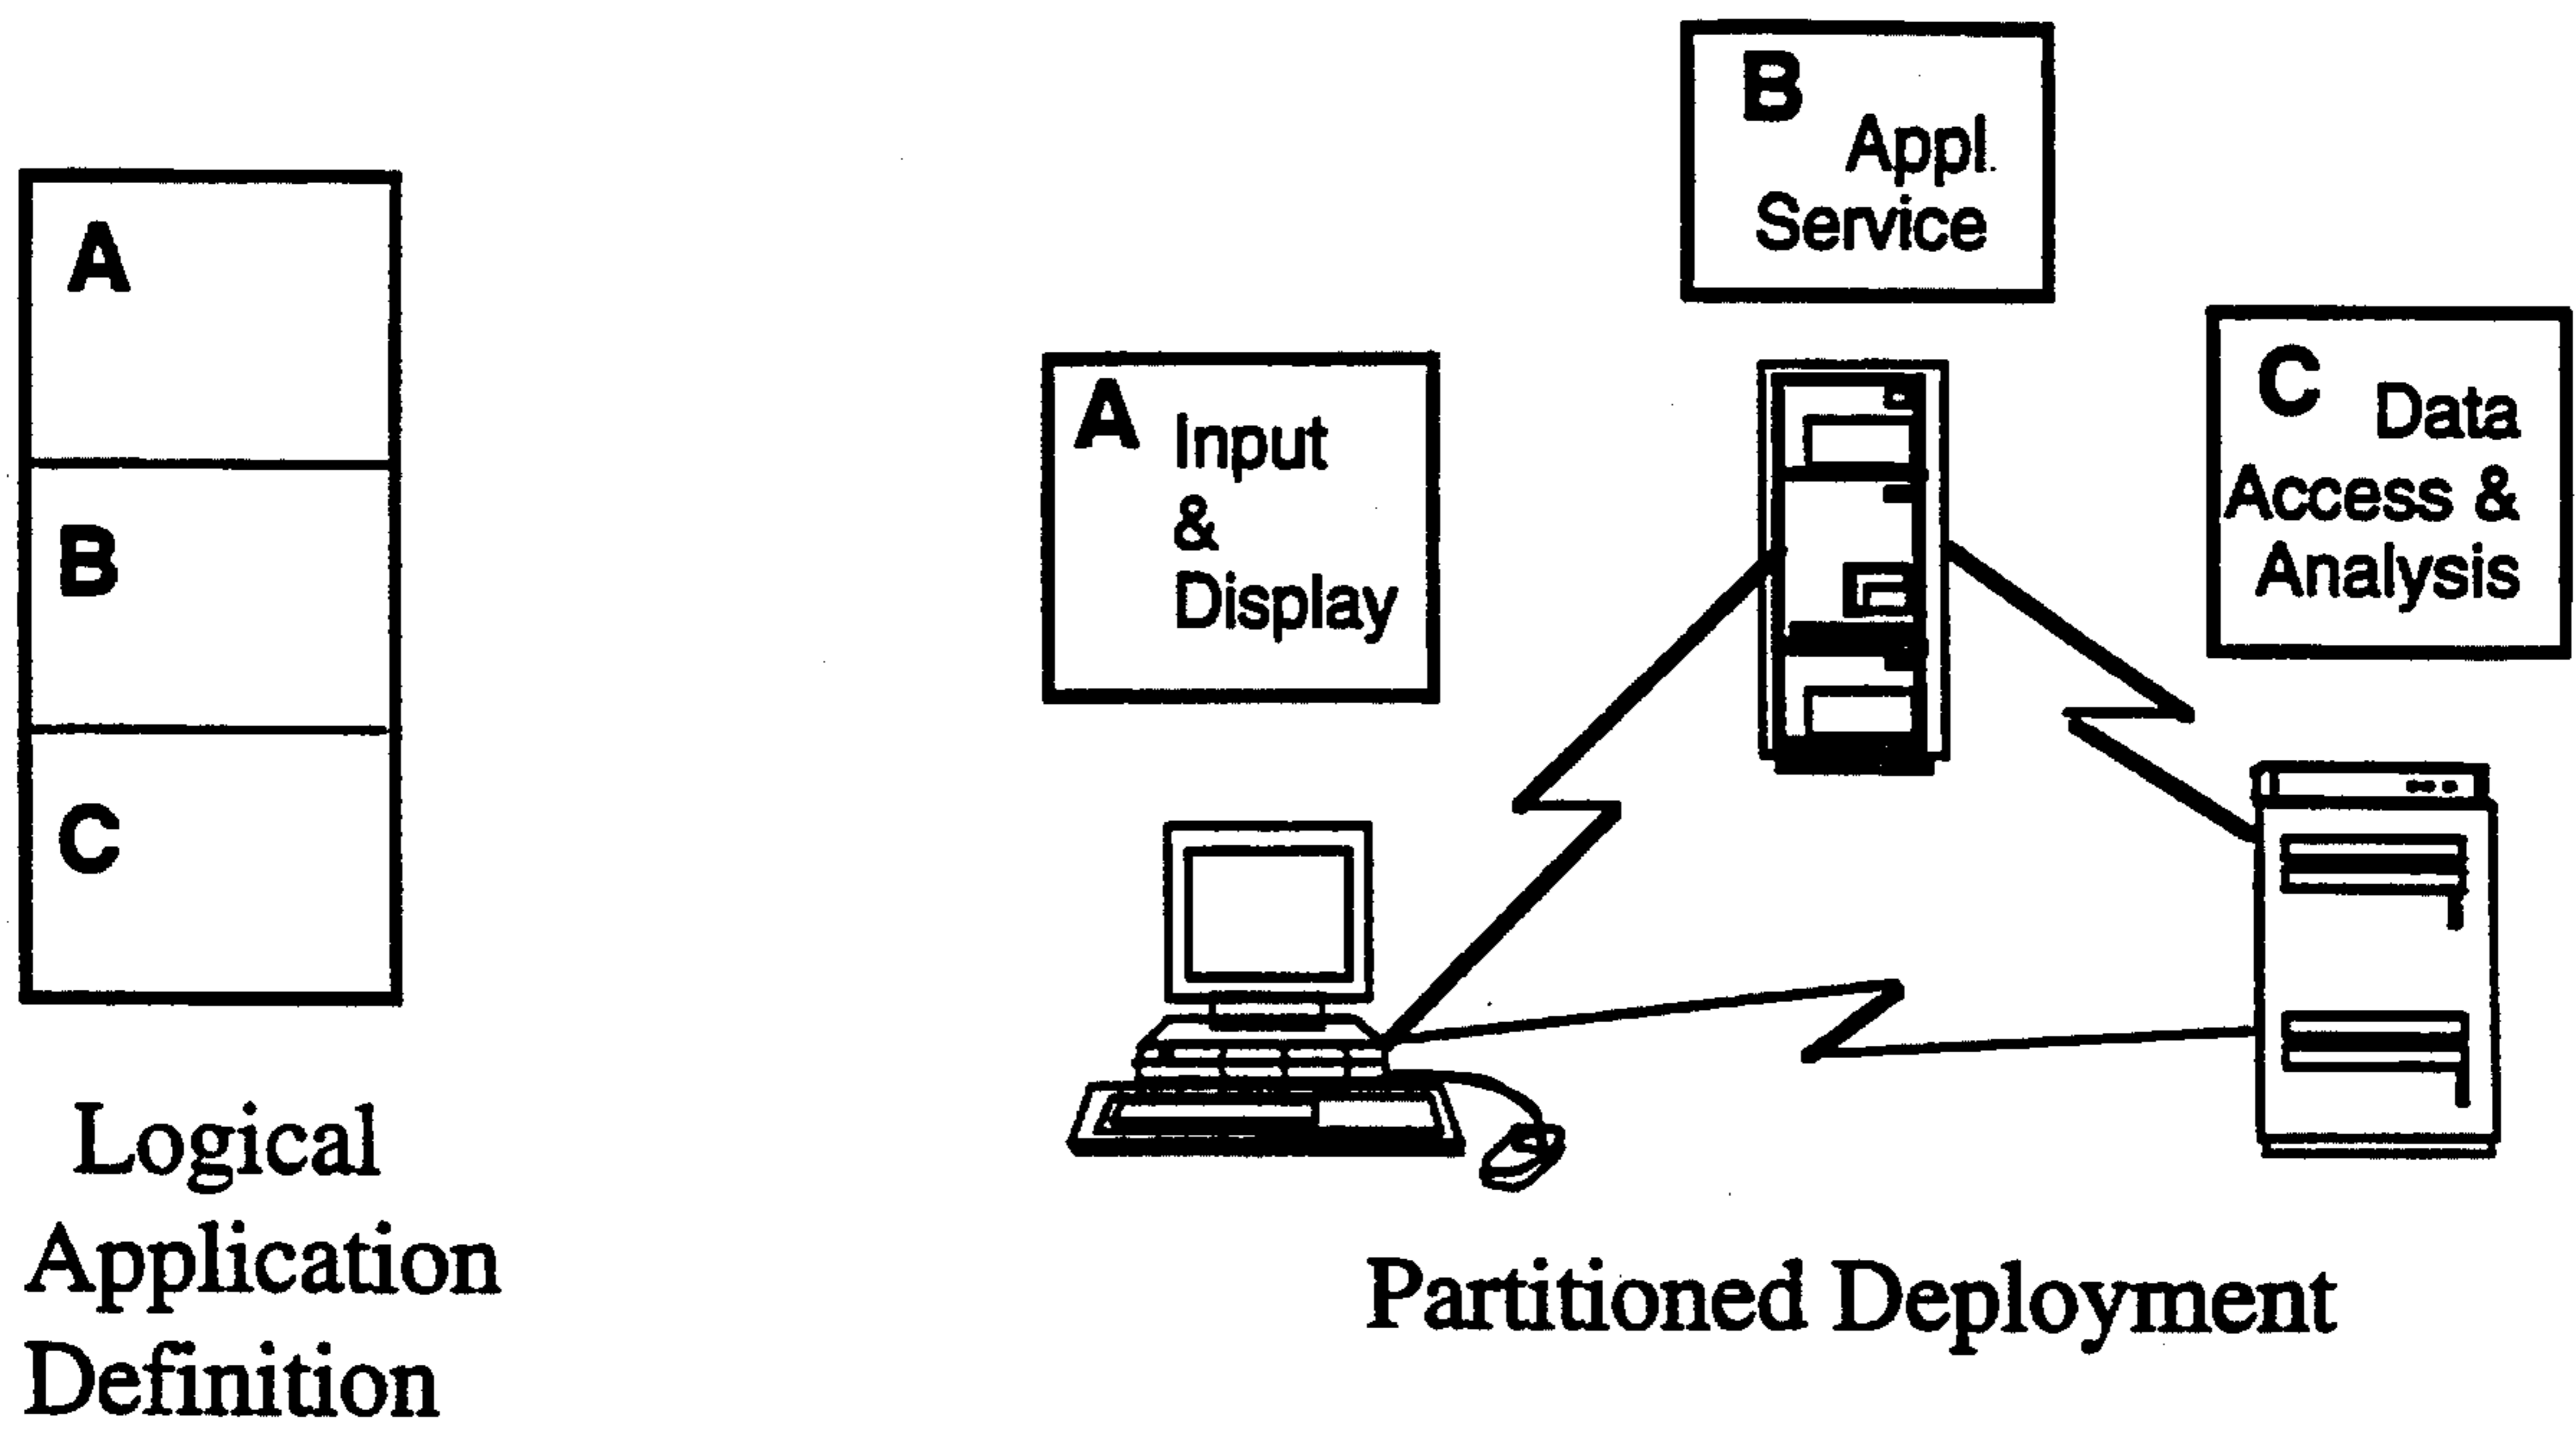 A
B
C
Logical
Application
Definition
A Input
&
Display
B
Appl.
Service
C Data
Access &
Analysis
Partitioned Deployment